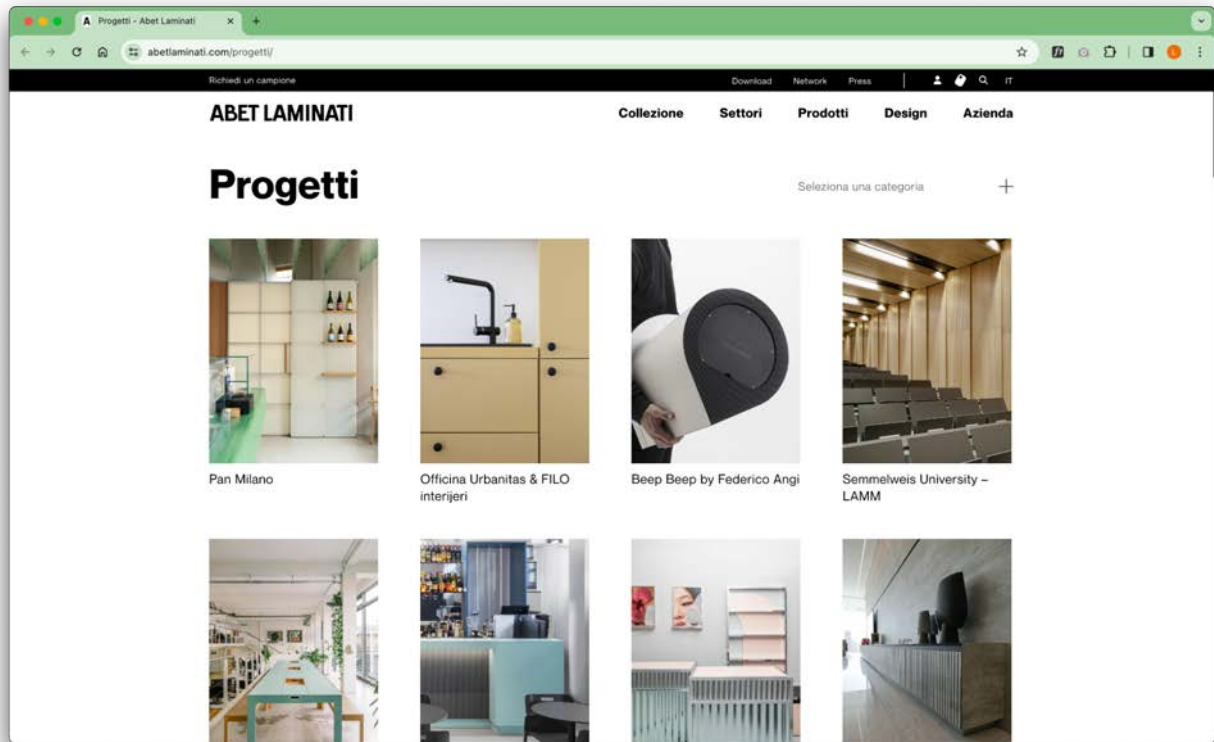 A Progetti - Abet Laminati
abetlaminati.com/progetti/
Richiedi un campione
Download Network Press IT
ABET LAMINATI
Collezione Settori Prodotti Design Azienda
Progetti
Seleziona una categoria
Pan Milano
Officina Urbanitas & FILO
interijeri
Beep Beep by Federico Angi
Semmelweis University –
LAMM